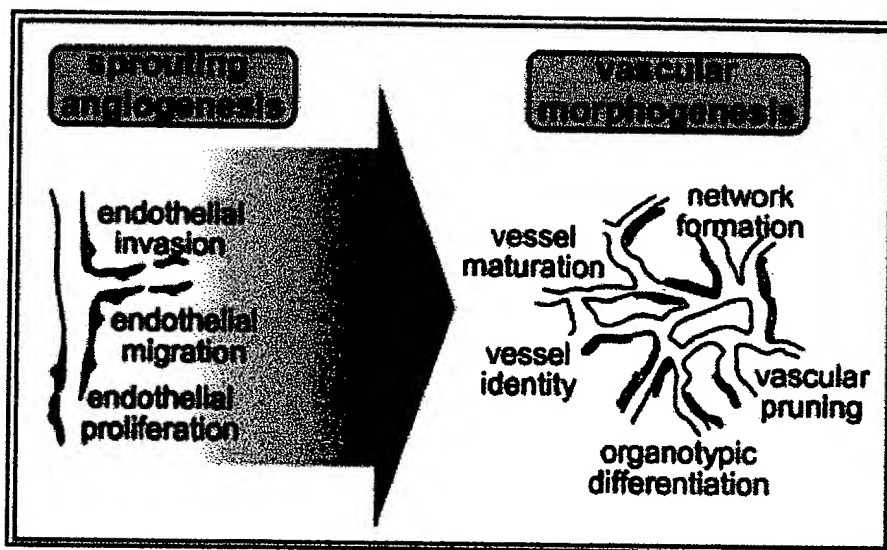 sprouting
angiogenesis
vascular
morphogenesis
endothelial
invasion
endothelial
migration
endothelial
proliferation
network
formation
vessel
maturation
vessel
identity
vascular
pruning
organotypic
differentiation